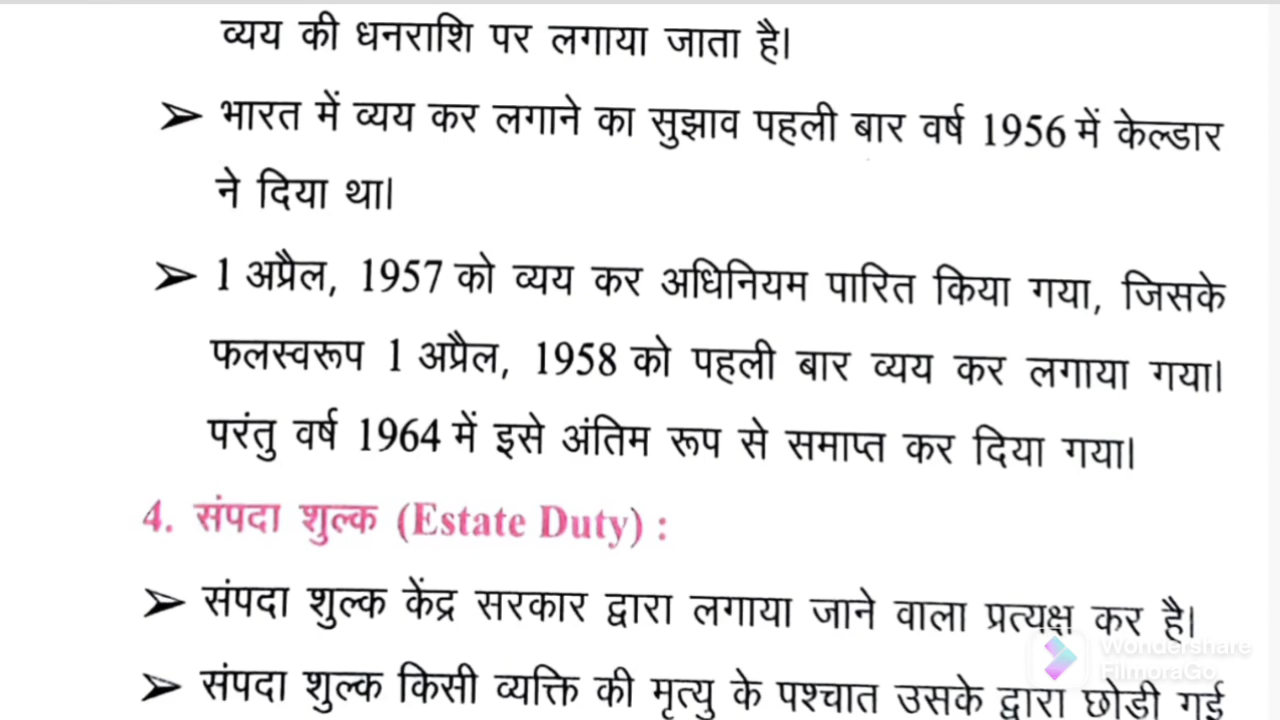 व्यय की धनराशि पर लगाया जाता है।
➢ भारत में व्यय कर लगाने का सुझाव पहली बार वर्ष 1956 में केल्डार
ने दिया था।
➢ 1 अप्रैल, 1957 को व्यय कर अधिनियम पारित किया गया, जिसके
फलस्वरूप 1 अप्रैल, 1958 को पहली बार व्यय कर लगाया गया।
परंतु वर्ष 1964 में इसे अंतिम रूप से समाप्त कर दिया गया।
4. संपदा शुल्क (Estate Duty) :
➢ संपदा शुल्क केंद्र सरकार द्वारा लगाया जाने वाला प्रत्यक्ष कर है।
➢ संपदा शुल्क किसी व्यक्ति की मृत्यु के पश्चात उसके द्वारा छोड़ी गई
Wondershare
FilmoraGo